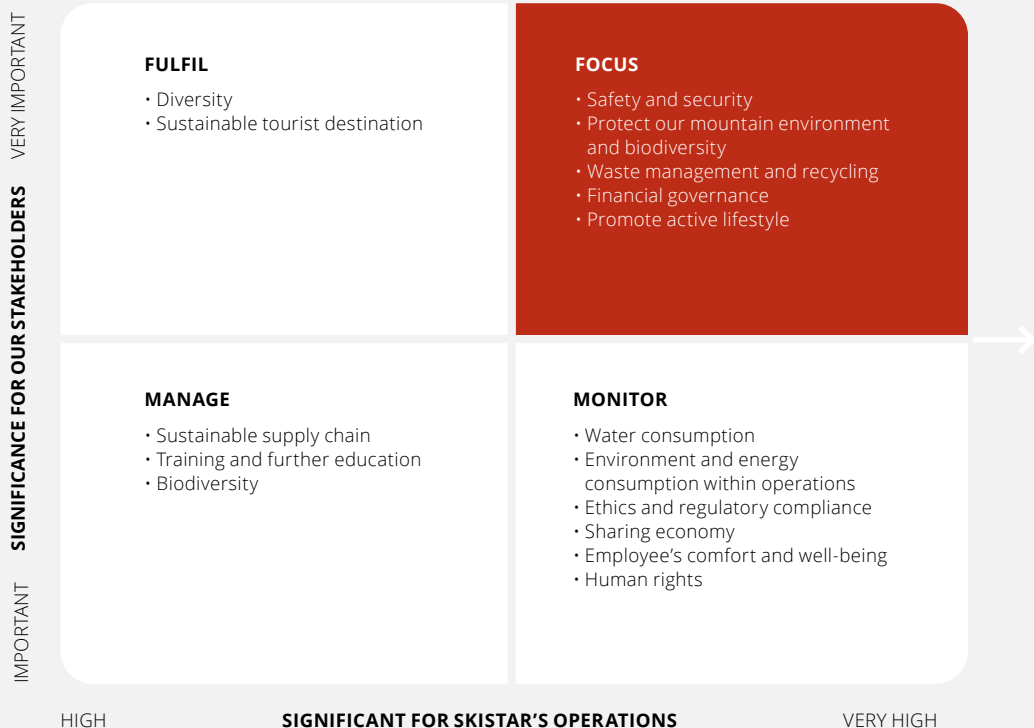 VERY IMPORTANT
SIGNIFICANCE FOR OUR STAKEHOLDERS
IMPORTANT
FULFIL
• Diversity
• Sustainable tourist destination
FOCUS
• Safety and security
• Protect our mountain environment
and biodiversity
• Waste management and recycling
• Financial governance
• Promote active lifestyle
MANAGE
• Sustainable supply chain
• Training and further education
• Biodiversity
MONITOR
• Water consumption
• Environment and energy
consumption within operations
• Ethics and regulatory compliance
• Sharing economy
• Employee’s comfort and well-being
• Human rights
HIGH
SIGNIFICANT FOR SKISTAR’S OPERATIONS
VERY HIGH